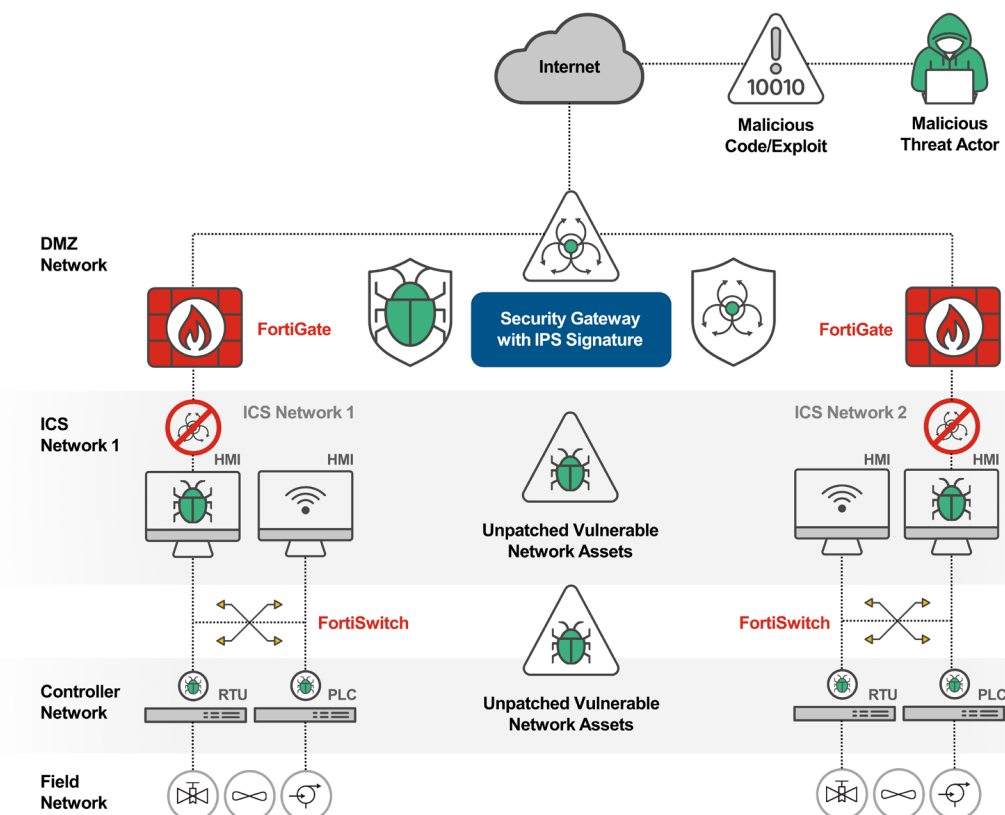 Internet
10010
Malicious
Code/Exploit
Malicious
Threat Actor
DMZ
Network
FortiGate
Security Gateway
with IPS Signature
FortiGate
ICS
Network 1
ICS Network 1
ICS Network 2
HMI
HMI
HMI
HMI
Unpatched Vulnerable
Network Assets
FortiSwitch
FortiSwitch
Controller
Network
RTU
PLC
Unpatched Vulnerable
Network Assets
RTU
PLC
Field
Network